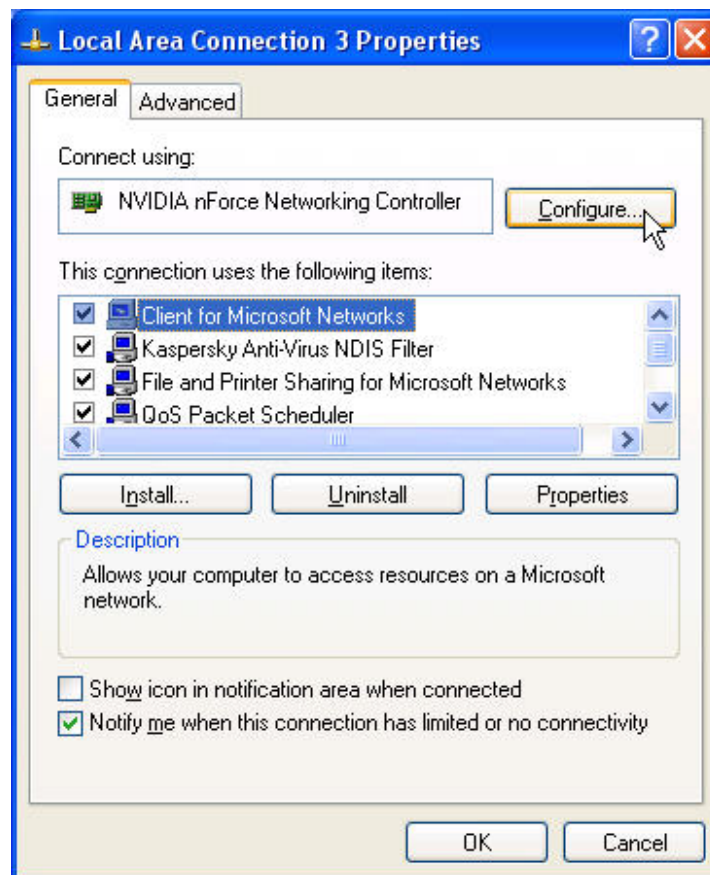 Local Area Connection 3 Properties
General Advanced
Connect using:
NVIDIA nForce Networking Controller Configure...
This connection uses the following items:
Client for Microsoft Networks
Kaspersky Anti-Virus NDIS Filter
File and Printer Sharing for Microsoft Networks
QoS Packet Scheduler
Install... Uninstall Properties
Description
Allows your computer to access resources on a Microsoft
network.
Show icon in notification area when connected
Notify me when this connection has limited or no connectivity
OK Cancel